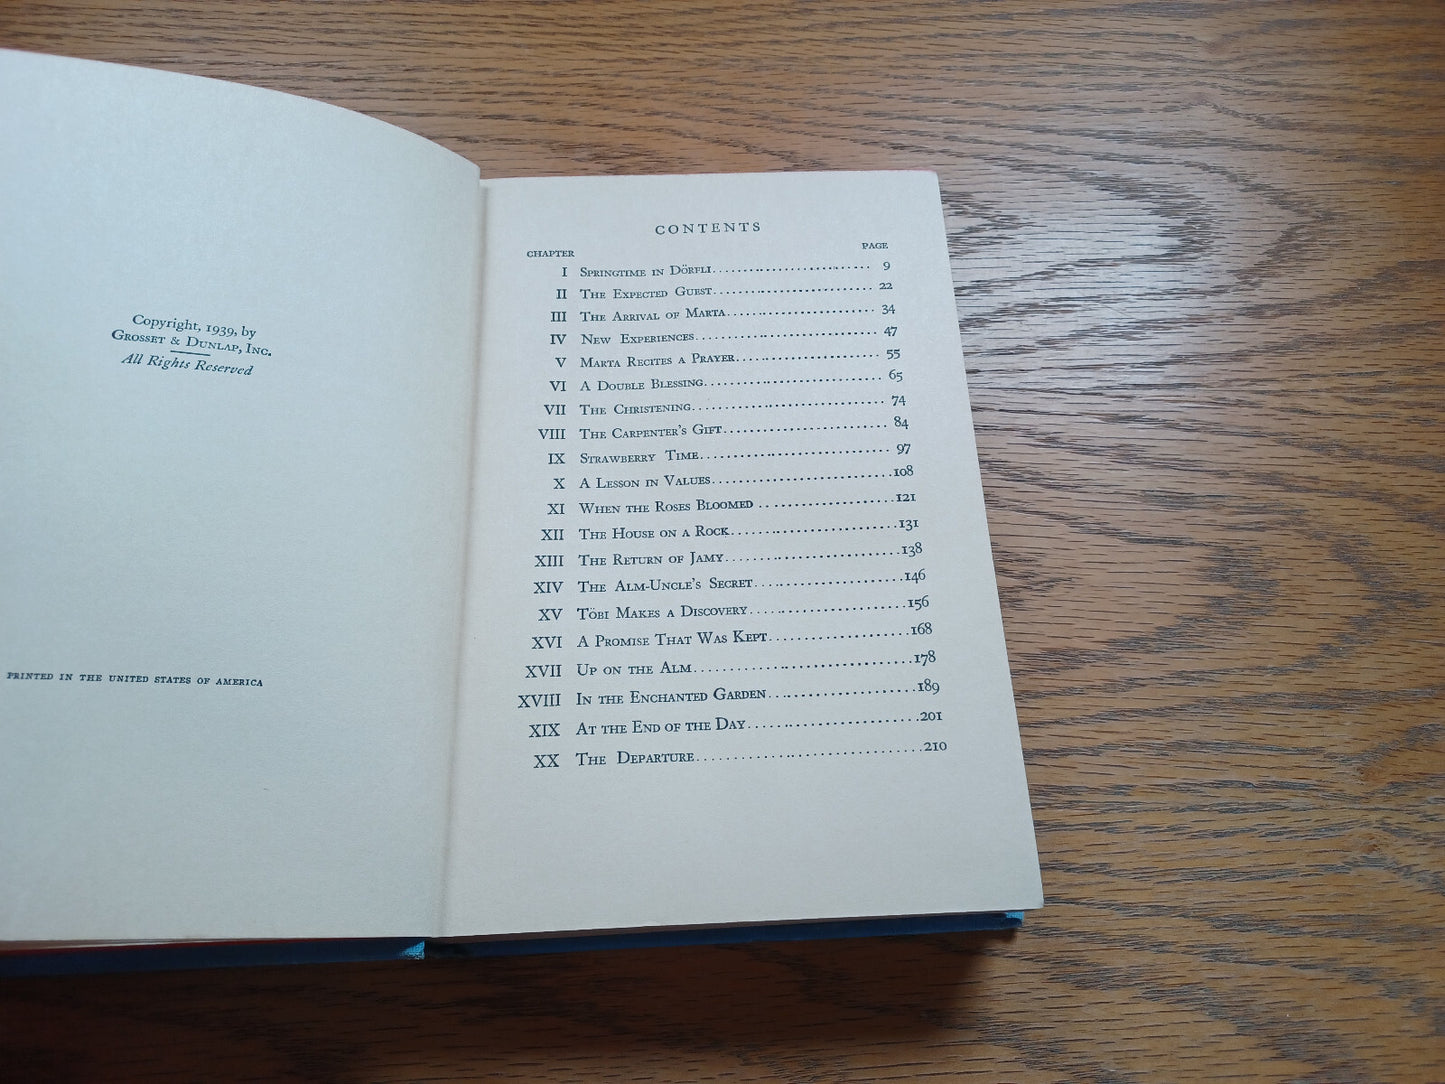 Copyright, 1939, by
Grosset & Dunlap, Inc.
All Rights Reserved
PRINTED IN THE UNITED STATES OF AMERICA
CONTENTS
CHAPTER PAGE
I Springtime in Dörfli 9
II The Expected Guest 22
III The Arrival of Marta 34
IV New Experiences 47
V Marta Recites a Prayer 55
VI A Double Blessing 65
VII The Christening 74
VIII The Carpenter's Gift 84
IX Strawberry Time 97
X A Lesson in Values 108
XI When the Roses Bloomed 121
XII The House on a Rock 131
XIII The Return of Jamy 138
XIV The Alm-Uncle's Secret 146
XV Töbi Makes a Discovery 156
XVI A Promise That Was Kept 168
XVII Up on the Alm 178
XVIII In the Enchanted Garden 189
XIX At the End of the Day 201
XX The Departure 210